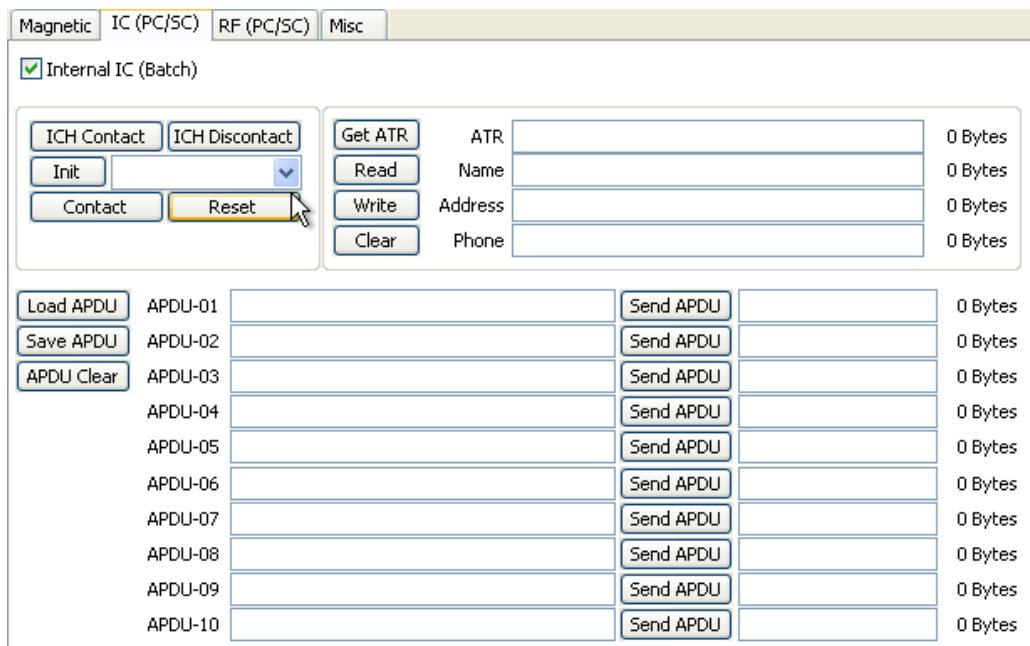 Magnetic IC (PC/SC) RF (PC/SC) Misc
Internal IC (Batch)
ICH Contact ICH Discontact Get ATR ATR 0 Bytes
Init Read Name 0 Bytes
Contact Reset Write Address 0 Bytes
Clear Phone 0 Bytes
Load APDU APDU-01 Send APDU 0 Bytes
Save APDU APDU-02 Send APDU 0 Bytes
APDU Clear APDU-03 Send APDU 0 Bytes
APDU-04 Send APDU 0 Bytes
APDU-05 Send APDU 0 Bytes
APDU-06 Send APDU 0 Bytes
APDU-07 Send APDU 0 Bytes
APDU-08 Send APDU 0 Bytes
APDU-09 Send APDU 0 Bytes
APDU-10 Send APDU 0 Bytes